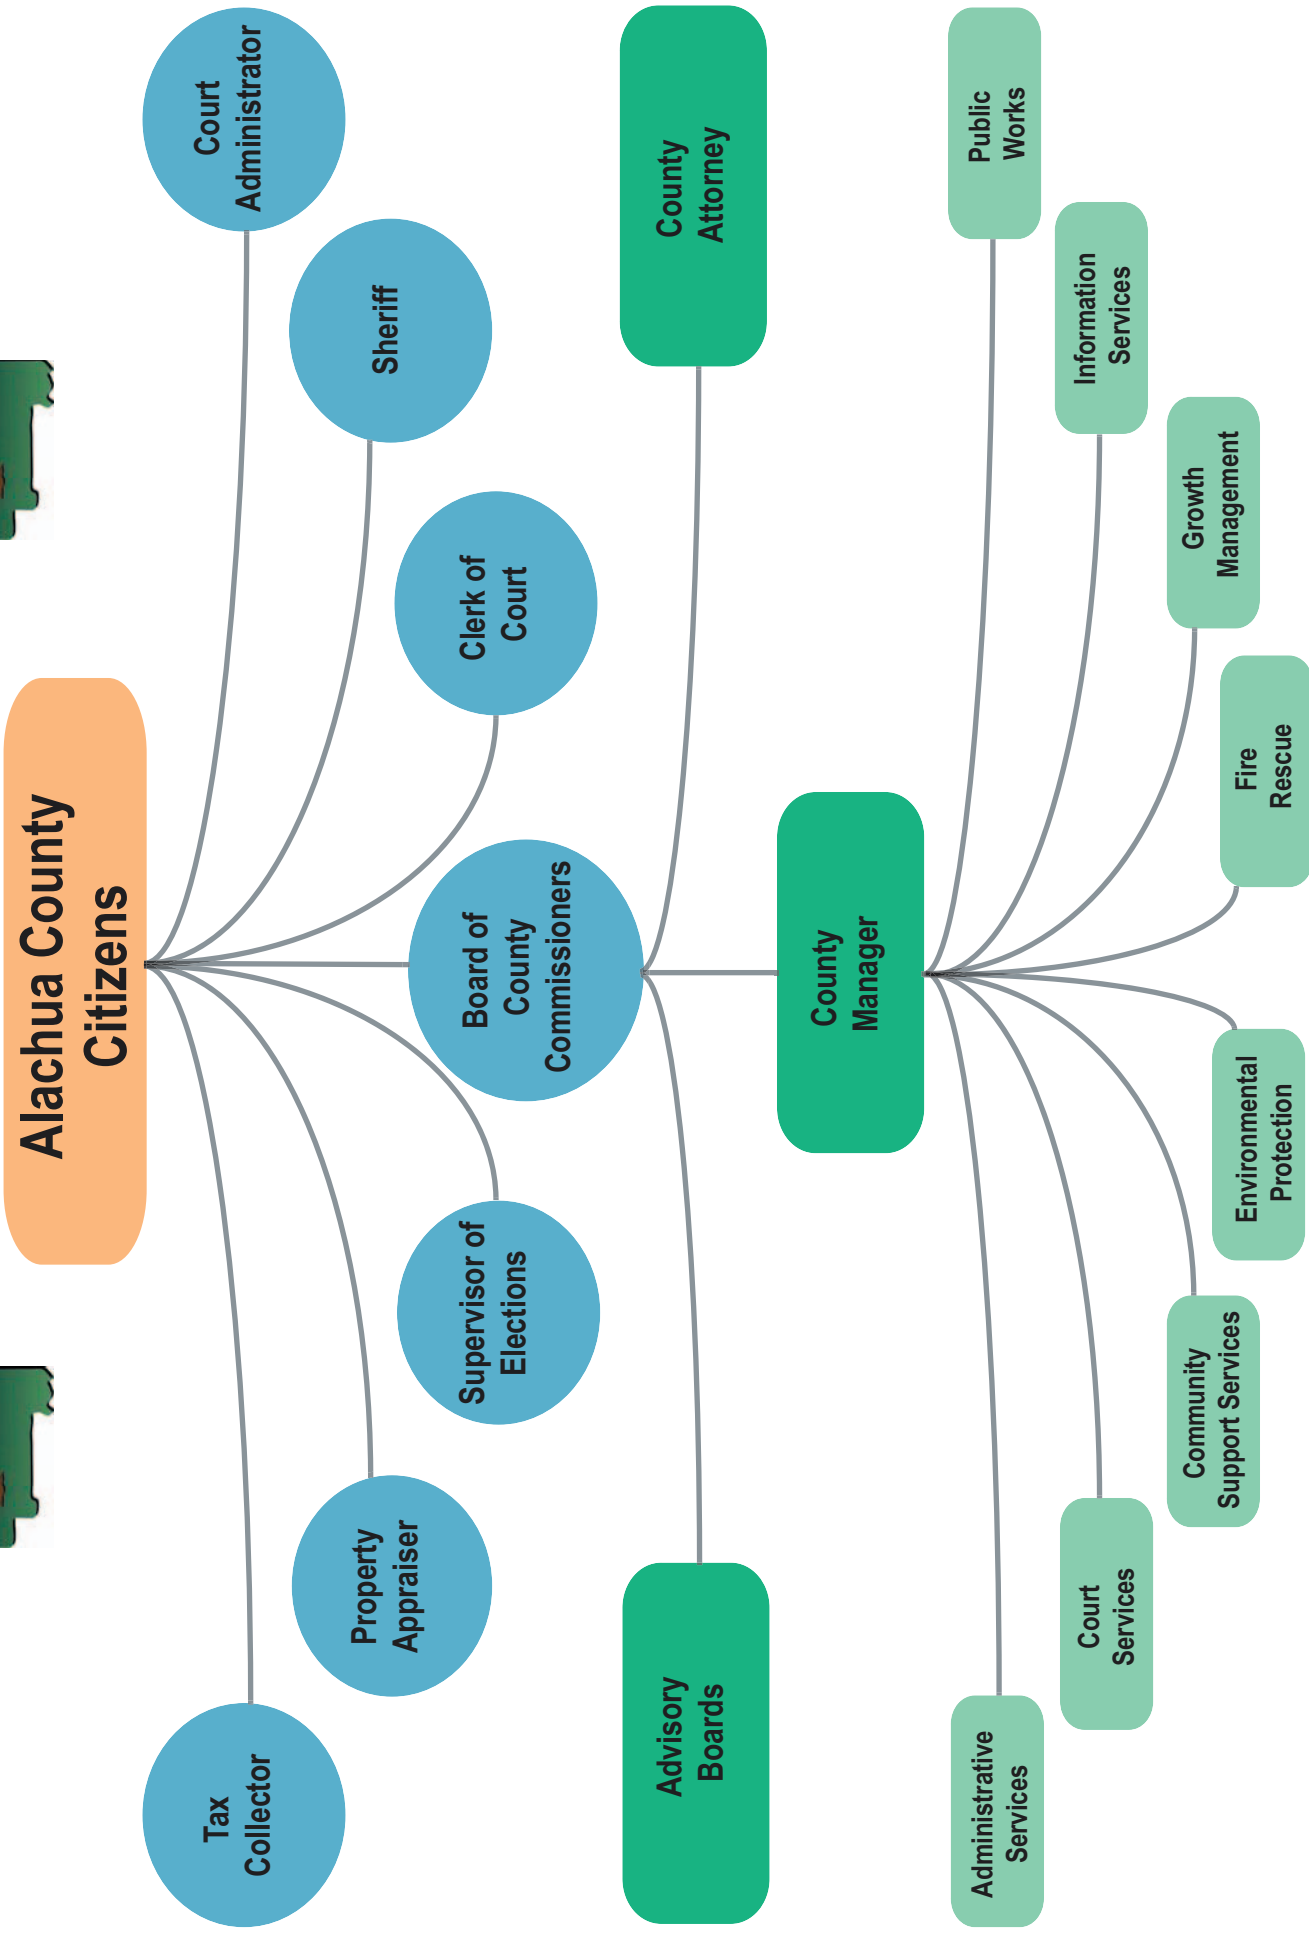 Alachua County
Citizens
Tax
Collector
Property
Appraiser
Supervisor of
Elections
Board of
County
Commissioners
Clerk of
Court
Sheriff
Court
Administrator
Advisory
Boards
County
Manager
County
Attorney
Administrative
Services
Court
Services
Community
Support Services
Environmental
Protection
Fire
Rescue
Growth
Management
Information
Services
Public
Works